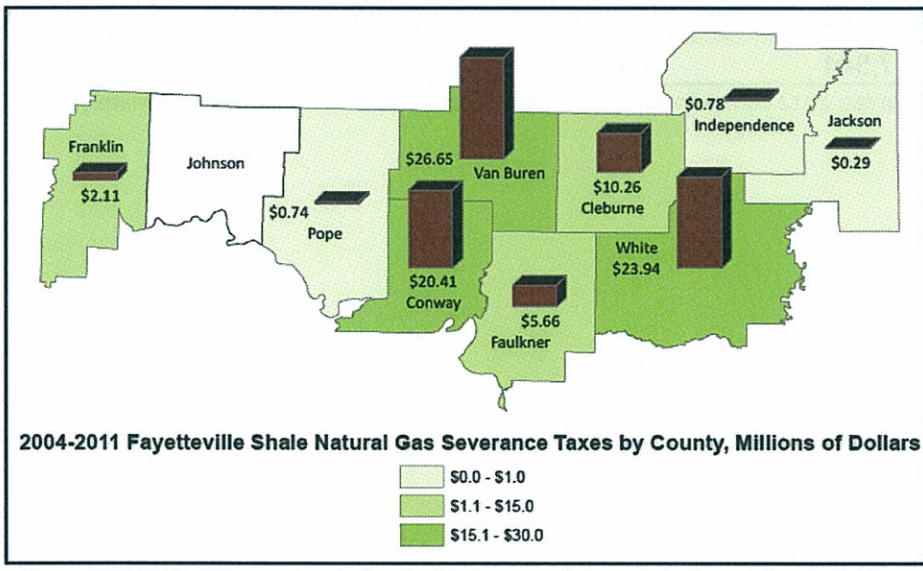 Franklin
$2.11
Johnson
$0.74
Pope
$26.65
Van Buren
$20.41
Conway
$10.26
Cleburne
$5.66
Faulkner
White
$23.94
$0.78
Independence
Jackson
$0.29
2004-2011 Fayetteville Shale Natural Gas Severance Taxes by County, Millions of Dollars
$0.0 - $1.0
$1.1 - $15.0
$15.1 - $30.0